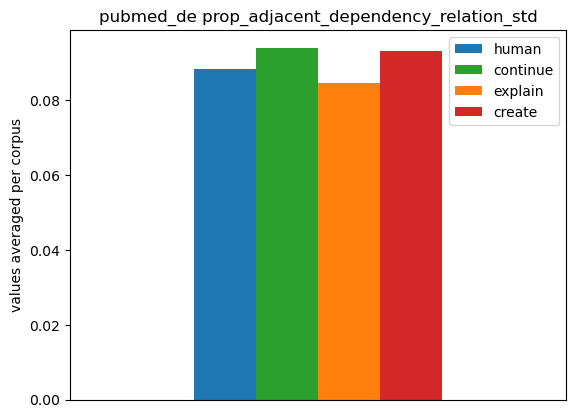 pubmed_de prop_adjacent_dependency_relation_std
human
continue
explain
create
values averaged per corpus
0.08
0.06
0.04
0.02
0.00